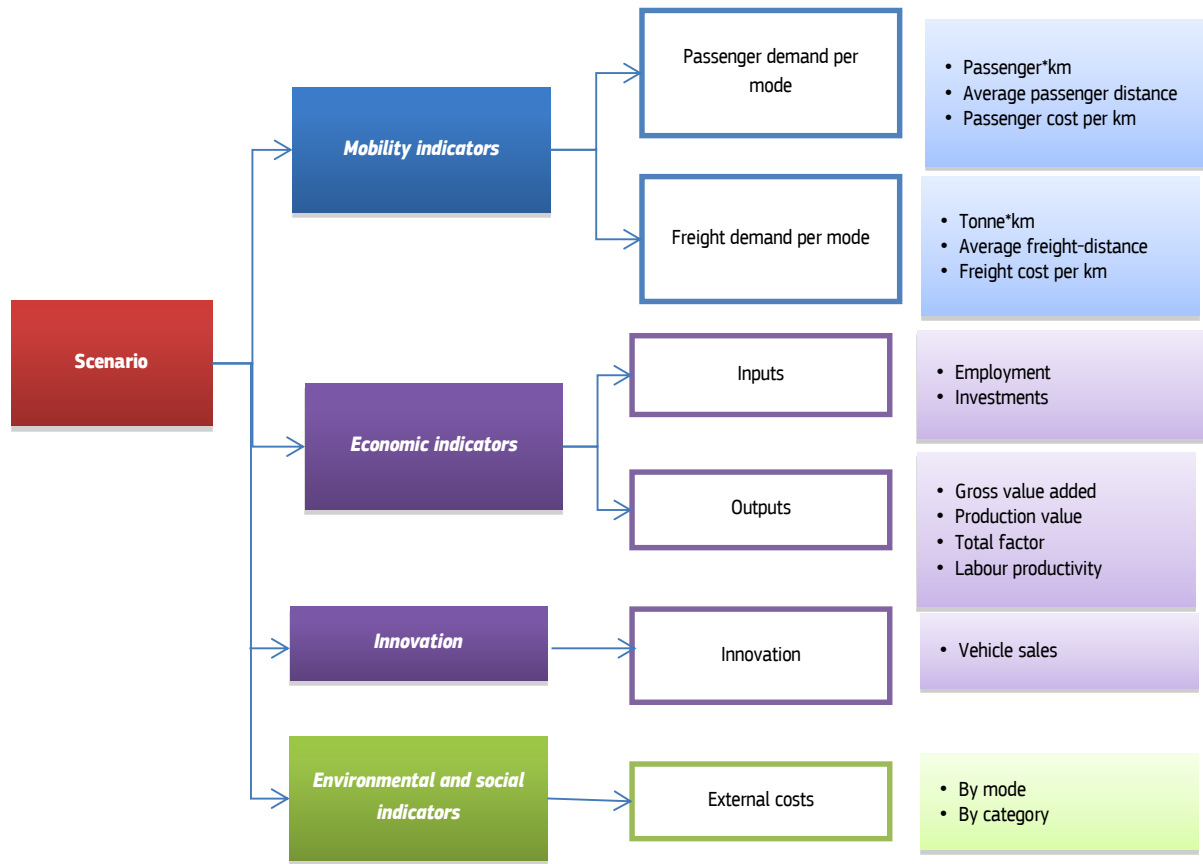 Scenario
Mobility indicators
Passenger demand per
mode
• Passenger*km
• Average passenger distance
• Passenger cost per km
Freight demand per mode
• Tonne*km
• Average freight-distance
• Freight cost per km
Economic indicators
Inputs
• Employment
• Investments
Outputs
• Gross value added
• Production value
• Total factor
• Labour productivity
Innovation
Innovation
• Vehicle sales
Environmental and social
indicators
External costs
• By mode
• By category